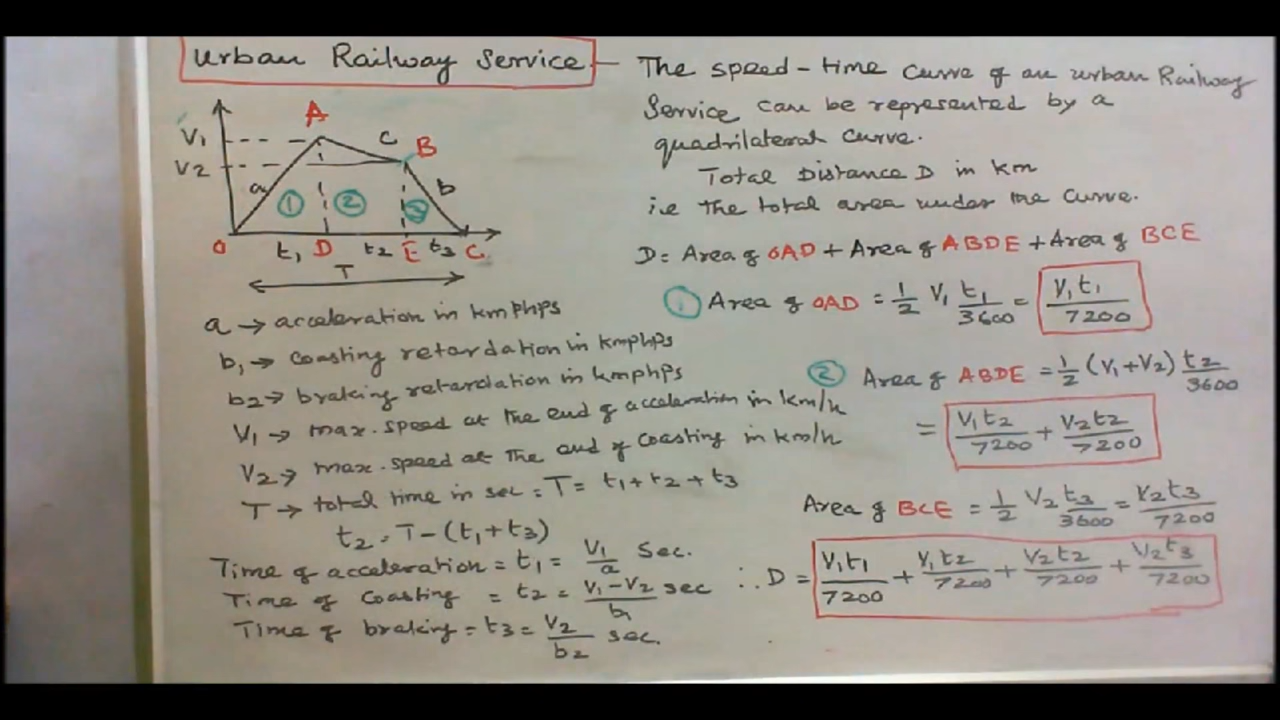 Urban Railway Service –
V1
V2
A
C
B
a
b
1
2
3
O
t1
D
t2
E
t3
C
T
a → acceleration in kmphps
b1 → coasting retardation in kmphps
b2 → braking retardation in kmphps
V1 → max. speed at the end of acceleration in km/h
V2 → max. speed at the end of coasting in km/h
T → total time in sec = T = t1 + t2 + t3
t2 = T – (t1 + t3)
Time of acceleration = t1 = V1/a sec.
Time of coasting = t2 = V1 – V2/b1 sec
Time of braking = t3 = V2/b2 sec.
The speed – time curve of an urban Railway
Service can be represented by a
quadrilateral curve.
Total Distance D in km
i.e the total area under the curve.
D = Area of OAD + Area of ABDE + Area of BCE
1 Area of OAD = 1/2 V1 t1/3600 = V1t1/7200
2 Area of ABDE = 1/2 (V1+V2) t2/3600
= V1t2/7200 + V2t2/7200
Area of BCE = 1/2 V2t3/3600 = V2t3/7200
∴ D = V1t1/7200 + V1t2/7200 + V2t2/7200 + V2t3/7200